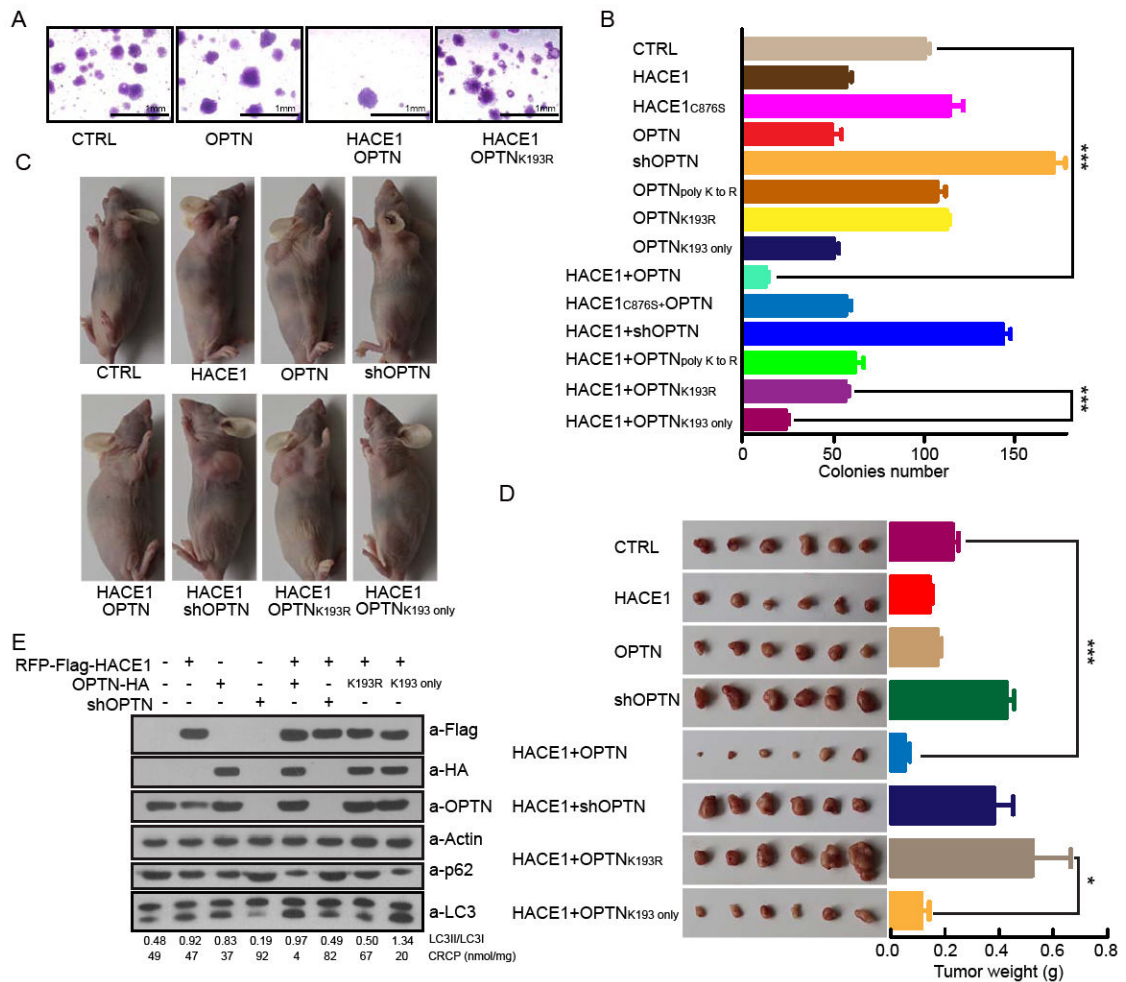 A
1mm
1mm
1mm
1mm
CTRL
OPTN
HACE1
OPTN
HACE1
OPTNK193R
B
CTRL
HACE1
HACE1C876S
OPTN
shOPTN
OPTNpoly K to R
OPTNK193R
OPTNK193 only
HACE1+OPTN
HACE1C876S+OPTN
HACE1+shOPTN
HACE1+OPTNpoly K to R
HACE1+OPTNK193R
HACE1+OPTNK193 only
***
***
0 50 100 150
Colonies number
C
CTRL
HACE1
OPTN
shOPTN
HACE1
OPTN
HACE1
shOPTN
HACE1
OPTNK193R
HACE1
OPTNK193 only
D
CTRL
HACE1
OPTN
shOPTN
HACE1+OPTN
HACE1+shOPTN
HACE1+OPTNK193R
HACE1+OPTNK193 only
***
*
0.0 0.2 0.4 0.6 0.8
Tumor weight (g)
E
RFP-Flag-HACE1 - + - - + + + +
OPTN-HA - - + - + - K193R K193 only
shOPTN - - - + - + - -
a-Flag
a-HA
a-OPTN
a-Actin
a-p62
a-LC3
0.48 0.92 0.83 0.19 0.97 0.49 0.50 1.34 LC3II/LC3I
49 47 37 92 4 82 67 20 CRCP (nmol/mg)